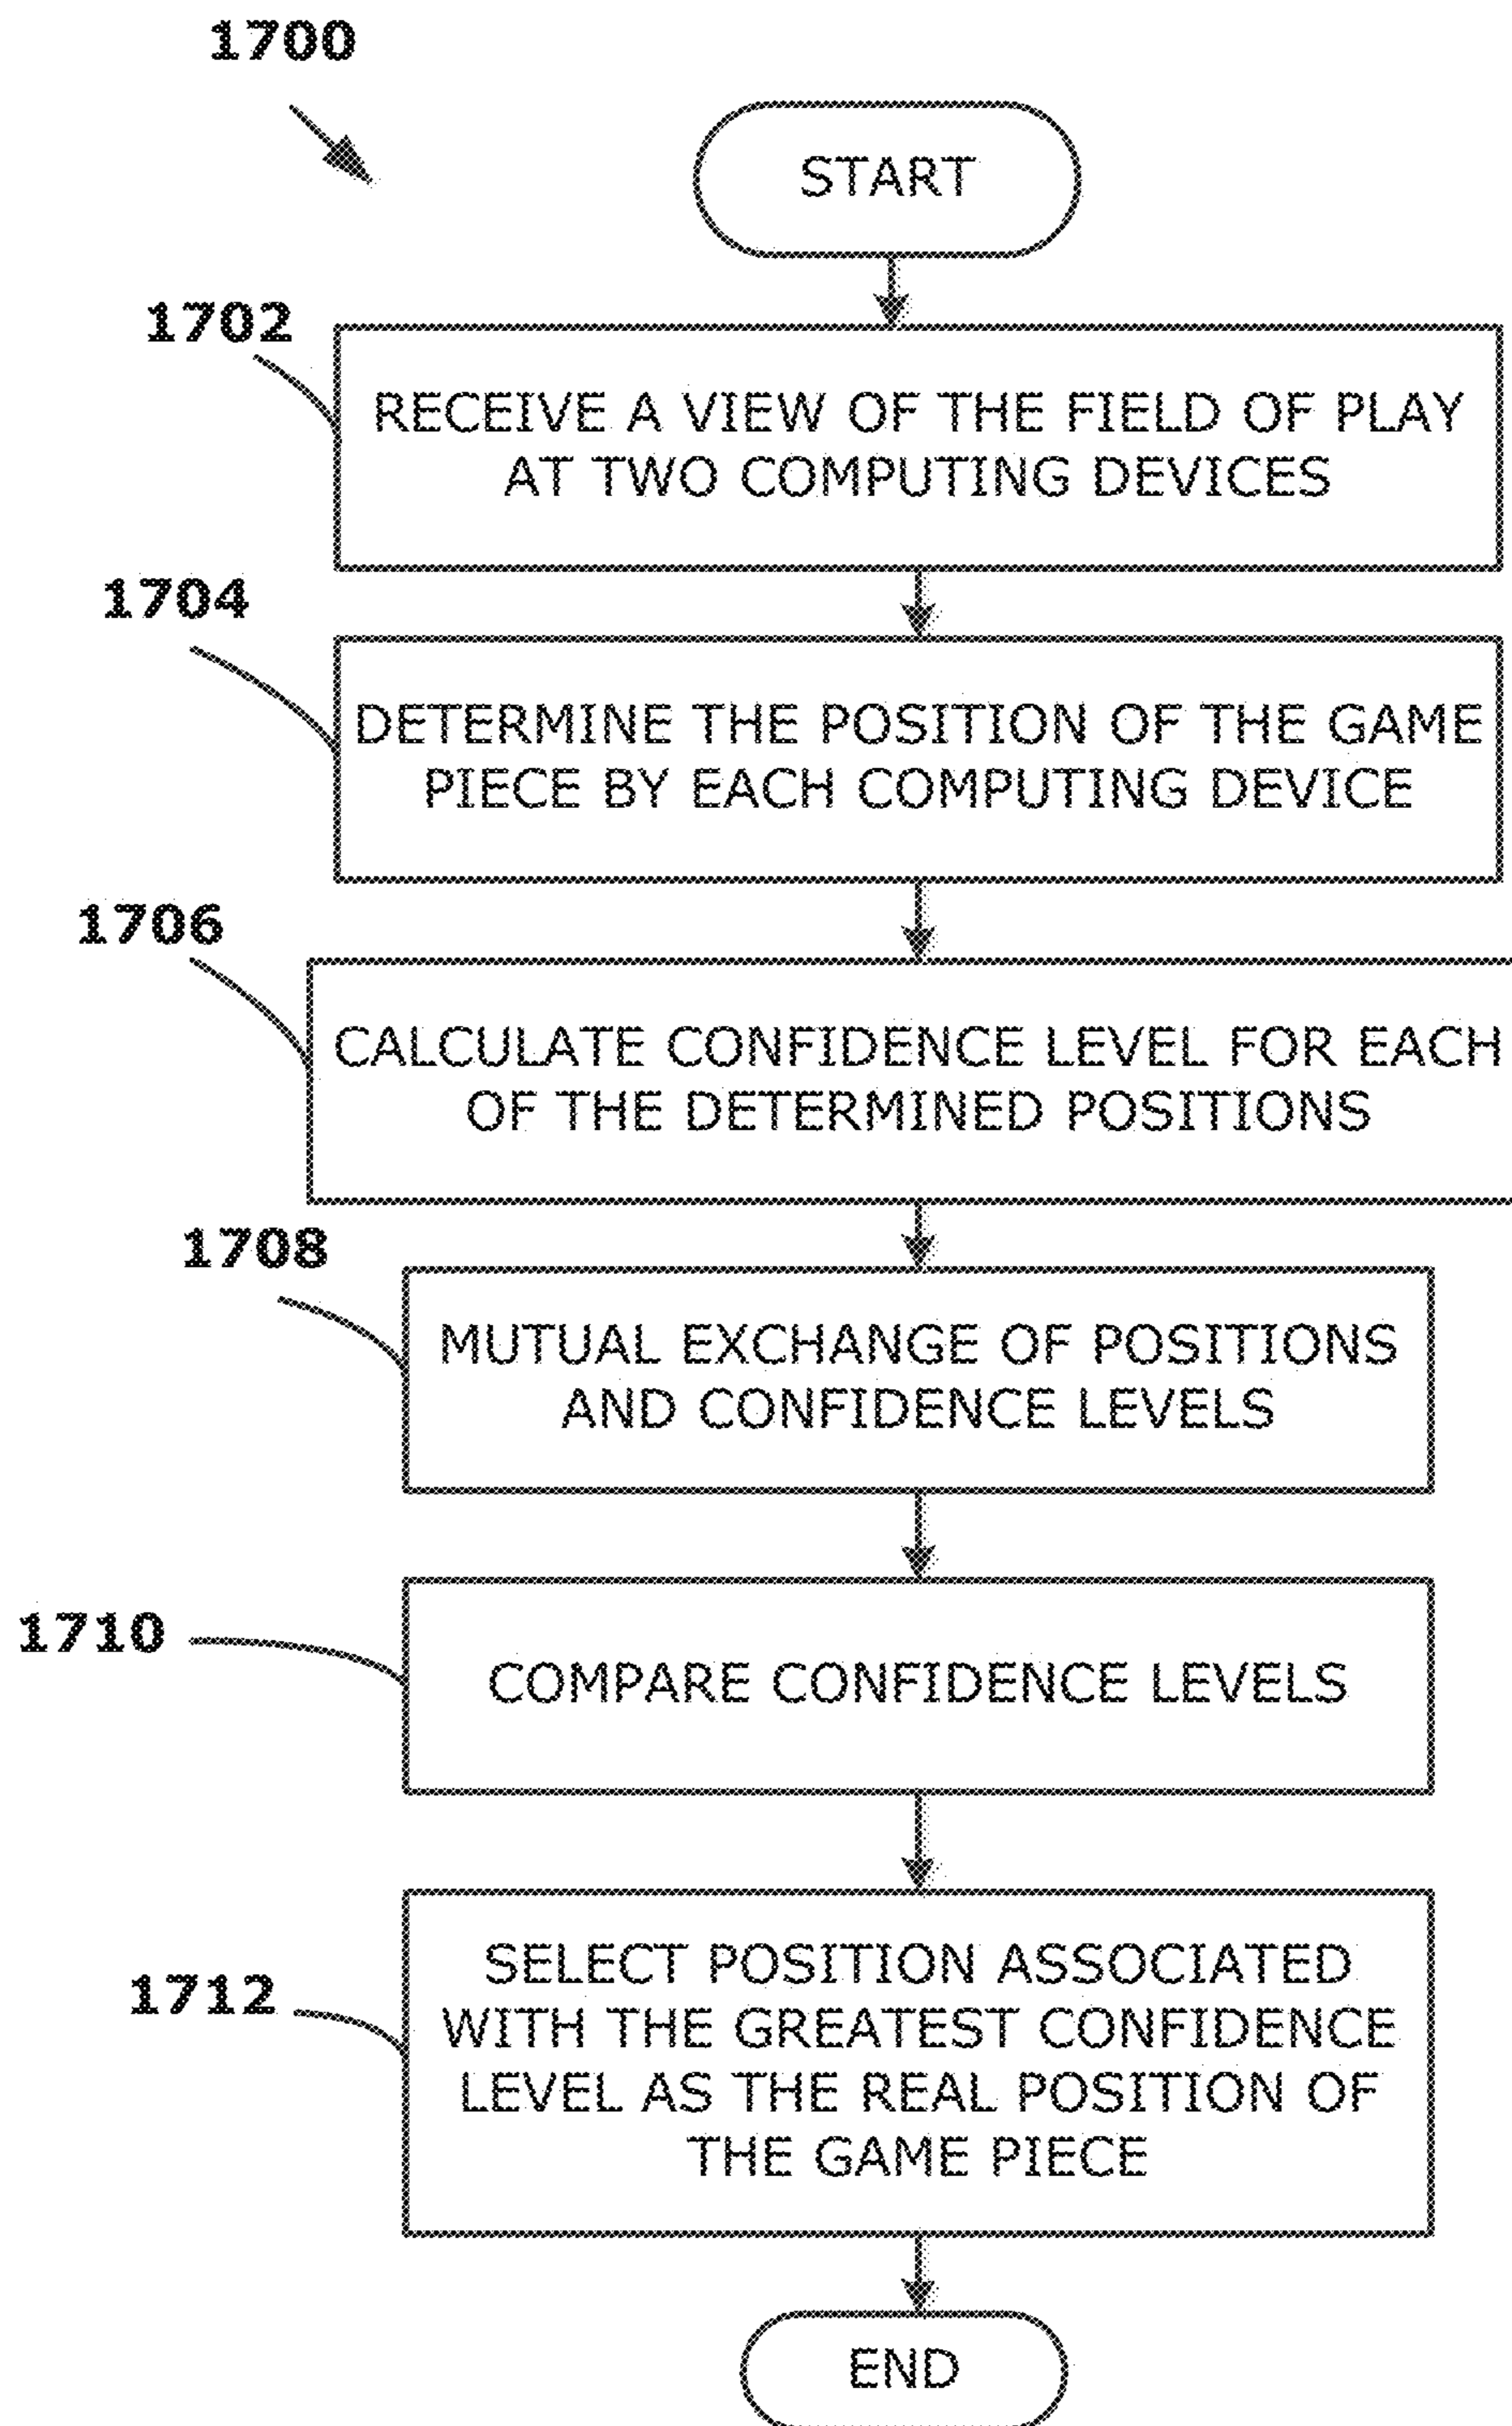 1700
START
1702
RECEIVE A VIEW OF THE FIELD OF PLAY
AT TWO COMPUTING DEVICES
1704
DETERMINE THE POSITION OF THE GAME
PIECE BY EACH COMPUTING DEVICE
1706
CALCULATE CONFIDENCE LEVEL FOR EACH
OF THE DETERMINED POSITIONS
1708
MUTUAL EXCHANGE OF POSITIONS
AND CONFIDENCE LEVELS
1710
COMPARE CONFIDENCE LEVELS
1712
SELECT POSITION ASSOCIATED
WITH THE GREATEST CONFIDENCE
LEVEL AS THE REAL POSITION OF
THE GAME PIECE
END